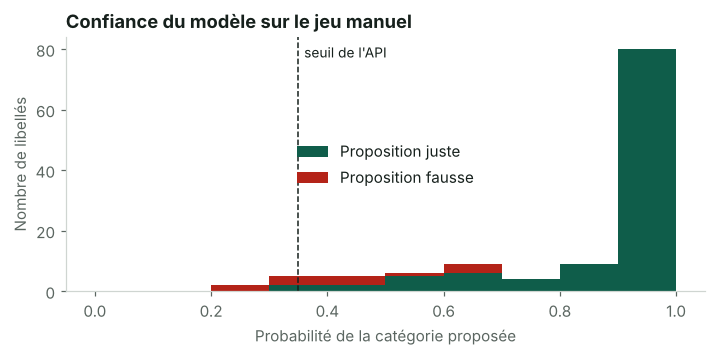 Confiance du modèle sur le jeu manuel
80
60
40
20
0
Nombre de libellés
seuil de l'API
Proposition juste
Proposition fausse
0.0
0.2
0.4
0.6
0.8
1.0
Probabilité de la catégorie proposée